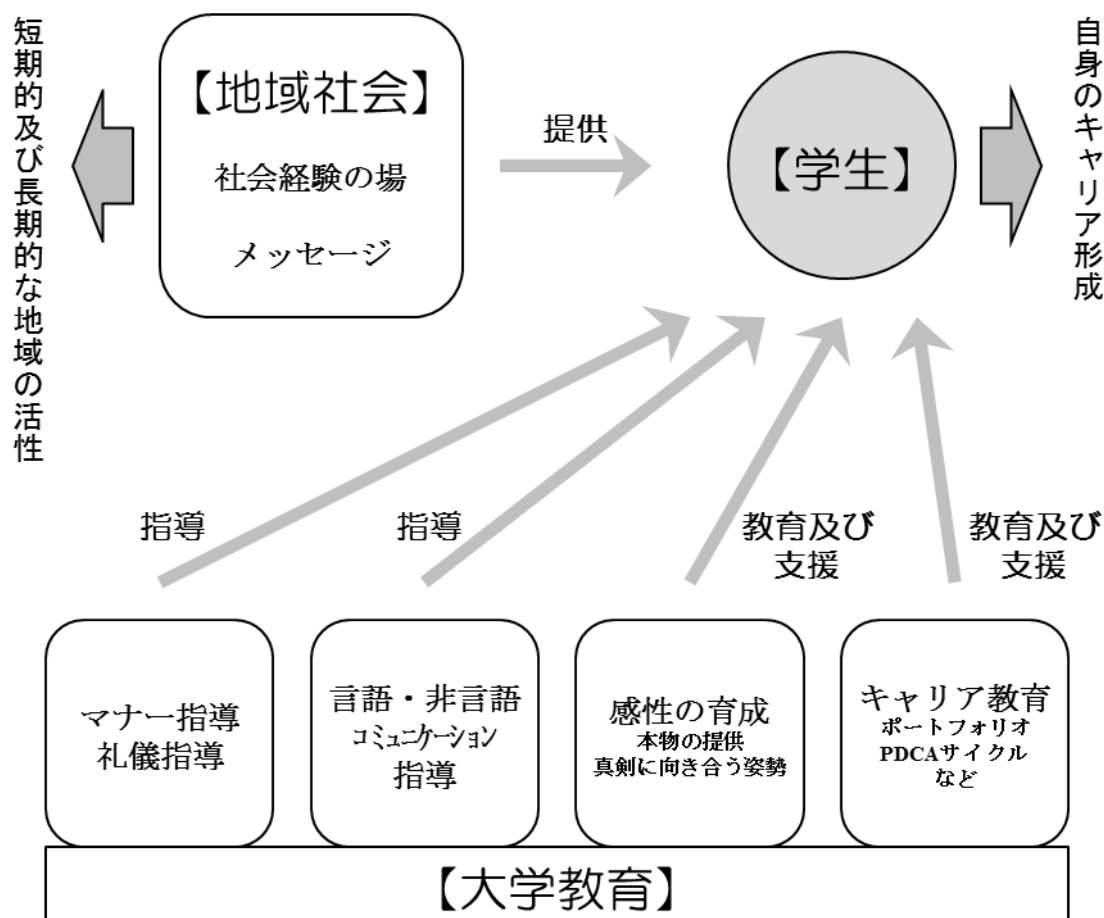 短期的及び長期的な地域の活性
【地域社会】
社会経験の場
メッセージ
提供
【学生】
自身のキャリア形成
指導
指導
教育及び
支援
教育及び
支援
マナー指導
礼儀指導
言語・非言語
コミュニケーション
指導
感性の育成
本物の提供
真剣に向き合う姿勢
キャリア教育
ポートフォリオ
PDCAサイクル
など
【大学教育】